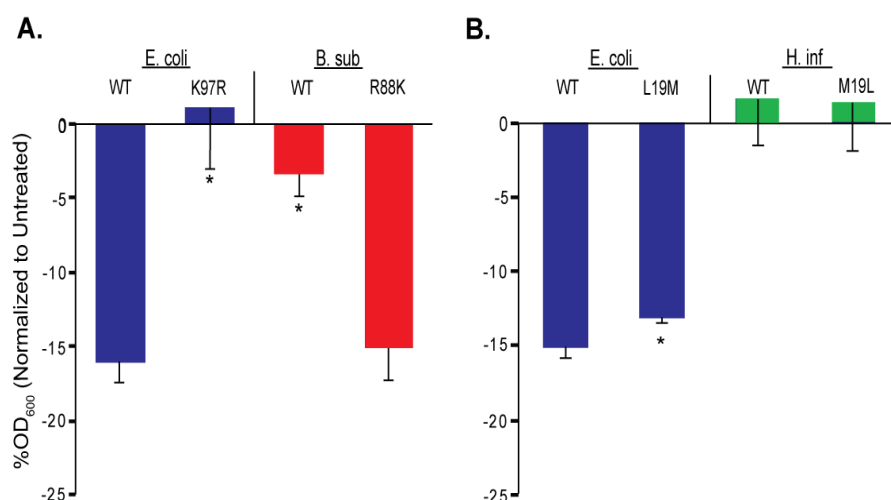 A.
E. coli
B. sub
WT
K97R
WT
R88K
0
-5
-10
-15
-20
-25
*
*
%OD600 (Normalized to Untreated)
B.
E. coli
H. inf
WT
L19M
WT
M19L
0
-5
-10
-15
-20
-25
*